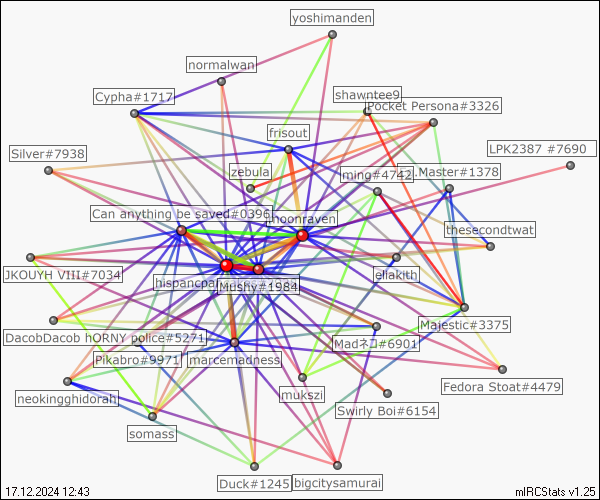 yoshimanden
normalwan
shawntee9
Cypha#1717
Pocket Persona#3326
frisout
LPK2387 #7690
Silver#7938
ming#4742
.Master#1378
zebula
Can anything be saved#0396
moonraven
thesecondtwat
JKOUYH VIII#7034
hispancpa
Mushy#1984
eliakith
Majestic#3375
DacobDacob hORNY police#5271
Madネコ#6901
Pikabro#9971
marcemadness
Fedora Stoat#4479
neokingghidorah
mukszi
Swirly Boi#6154
somass
Duck#1245
bigcitysamurai
17.12.2024 12:43
mIRCStats v1.25